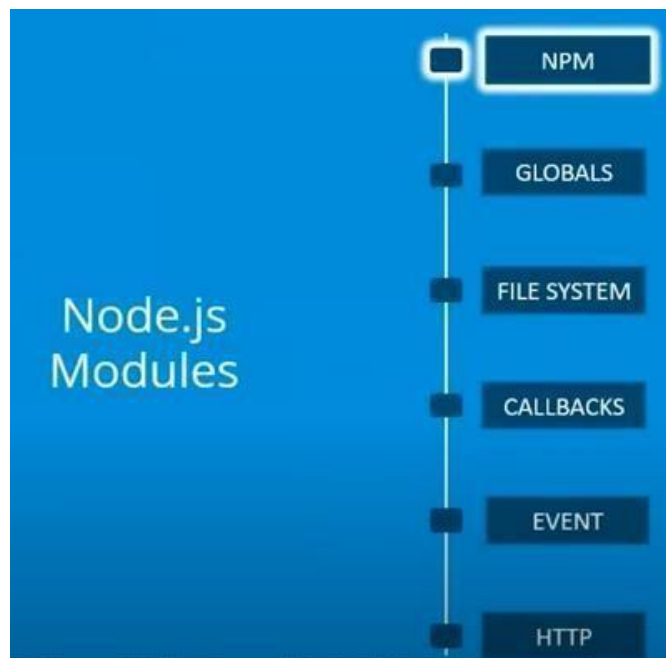 NPM
GLOBALS
FILE SYSTEM
Node.js
Modules
CALLBACKS
EVENT
HTTP